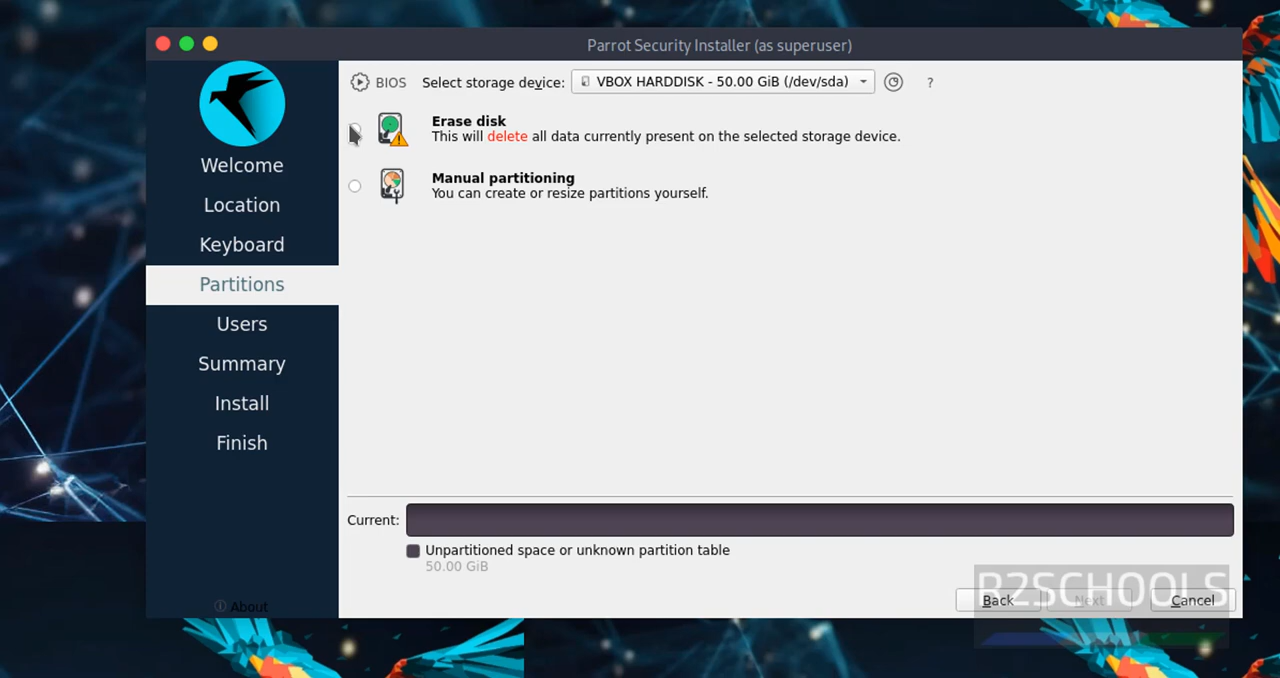 Parrot Security Installer (as superuser)
BIOS
Select storage device:
VBOX HARDDISK - 50.00 GiB (/dev/sda)
?
Welcome
Location
Keyboard
Partitions
Users
Summary
Install
Finish
About
Erase disk
This will delete all data currently present on the selected storage device.
Manual partitioning
You can create or resize partitions yourself.
Current:
Unpartitioned space or unknown partition table
50.00 GiB
R2SCHOOLS
Back
Next
Cancel